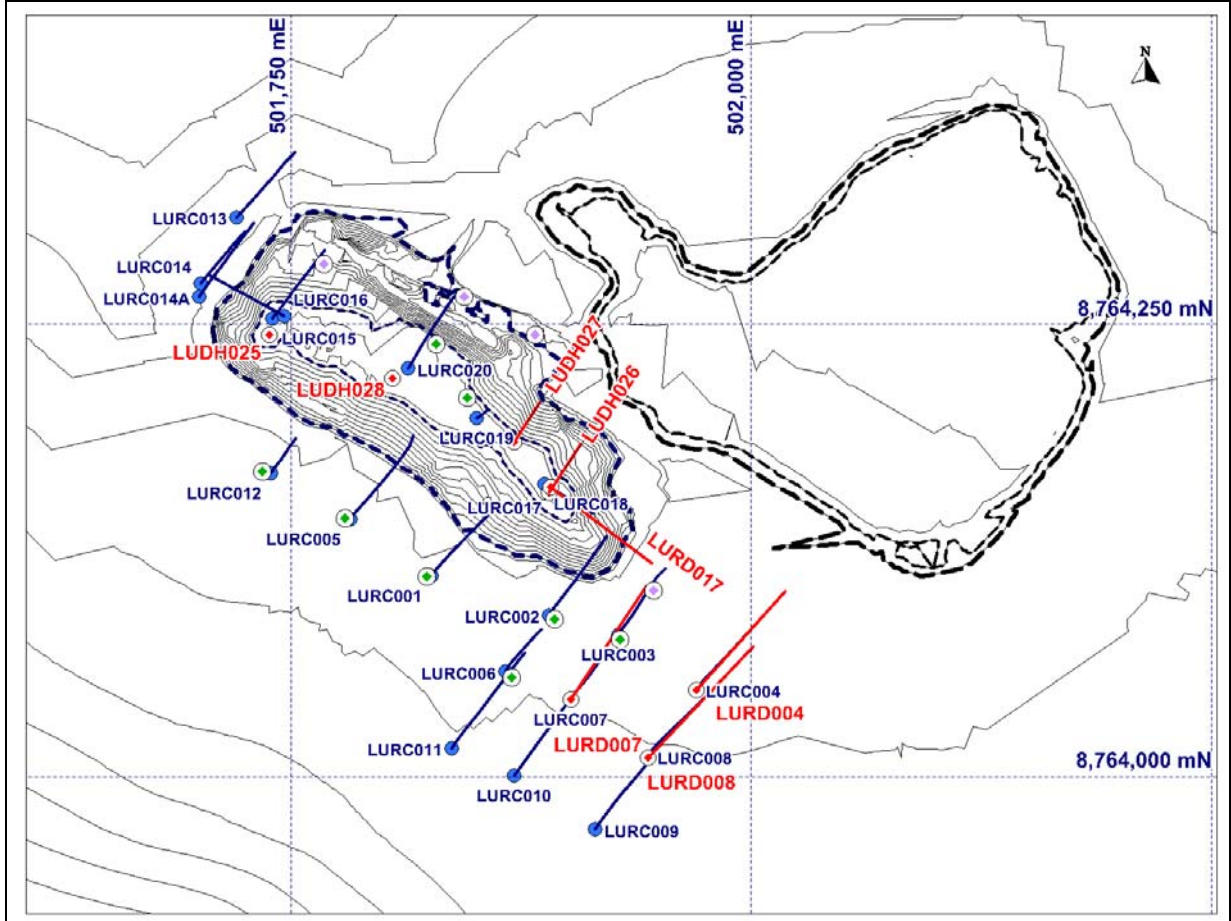 501,750 mE
502,000 mE
N
LURC013
LURC014
LURC014A
LURC016
8,764,250 mN
LURC015
LUDH025
LUDH027
LURC020
LUDH028
LUDH026
LURC019
LURC012
LURC017
LURC018
LURC005
LURD017
LURC001
LURC002
LURC003
LURC006
LURC004
LURC007
LURD004
LURD007
LURC011
LURC008
8,764,000 mN
LURD008
LURC010
LURC009